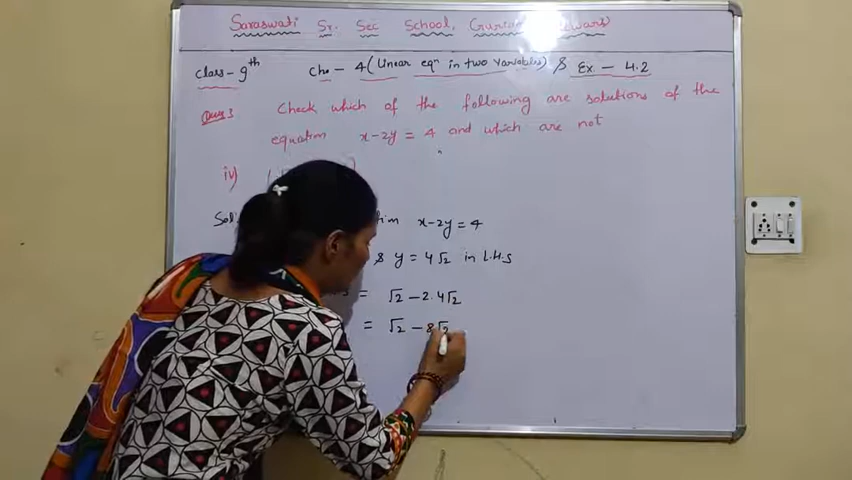 Saraswati Sr. Sec School,
Class-9th Ch:- 4 (Linear eqn in two variables) & Ex.- 4.2
Ques 3 Check which of the following are solutions of the
equation x-2y = 4 and which are not
iv)
x-2y = 4
& y = 4√2 in L.H.S
= √2 - 2.4√2
= √2 - 8√2